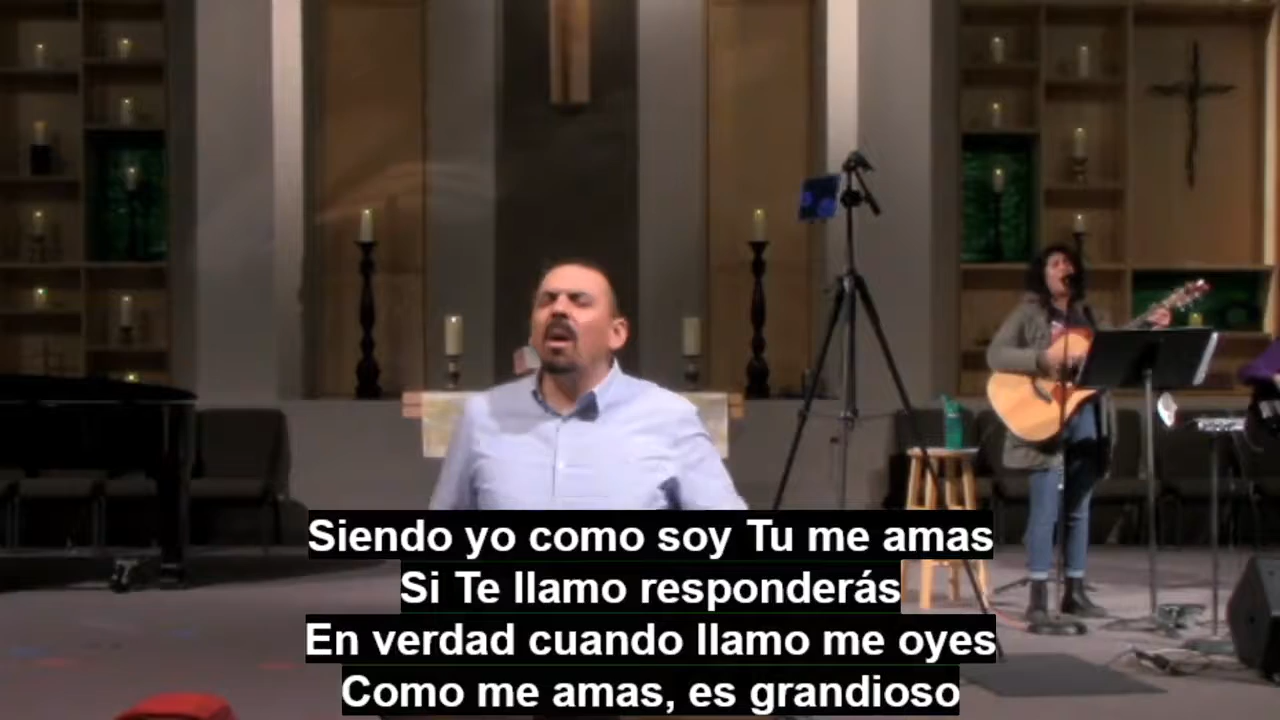 Siendo yo como soy Tu me amas
Si Te llamo responderás
En verdad cuando llamo me oyes
Como me amas, es grandioso